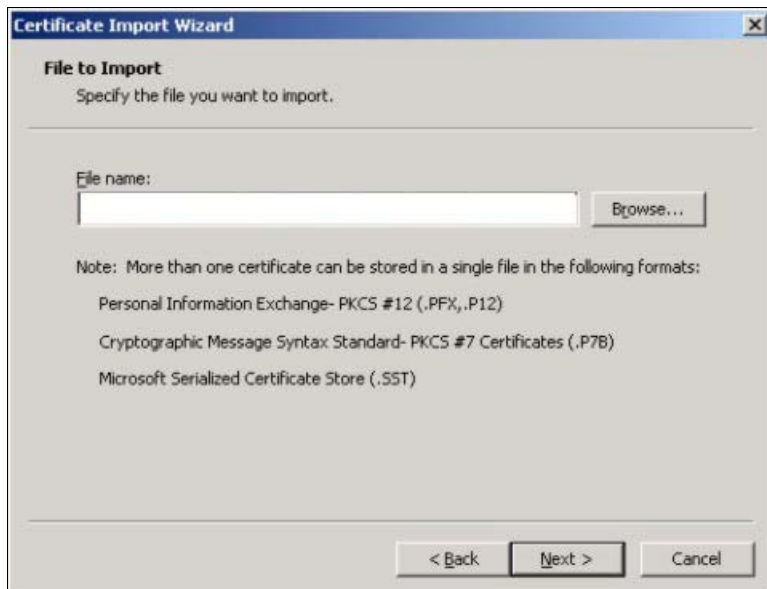 Certificate Import Wizard
File to Import
Specify the file you want to import.
File name:
Browse...
Note: More than one certificate can be stored in a single file in the following formats:
Personal Information Exchange- PKCS #12 (.PFX,.P12)
Cryptographic Message Syntax Standard- PKCS #7 Certificates (.P7B)
Microsoft Serialized Certificate Store (.SST)
< Back Next > Cancel